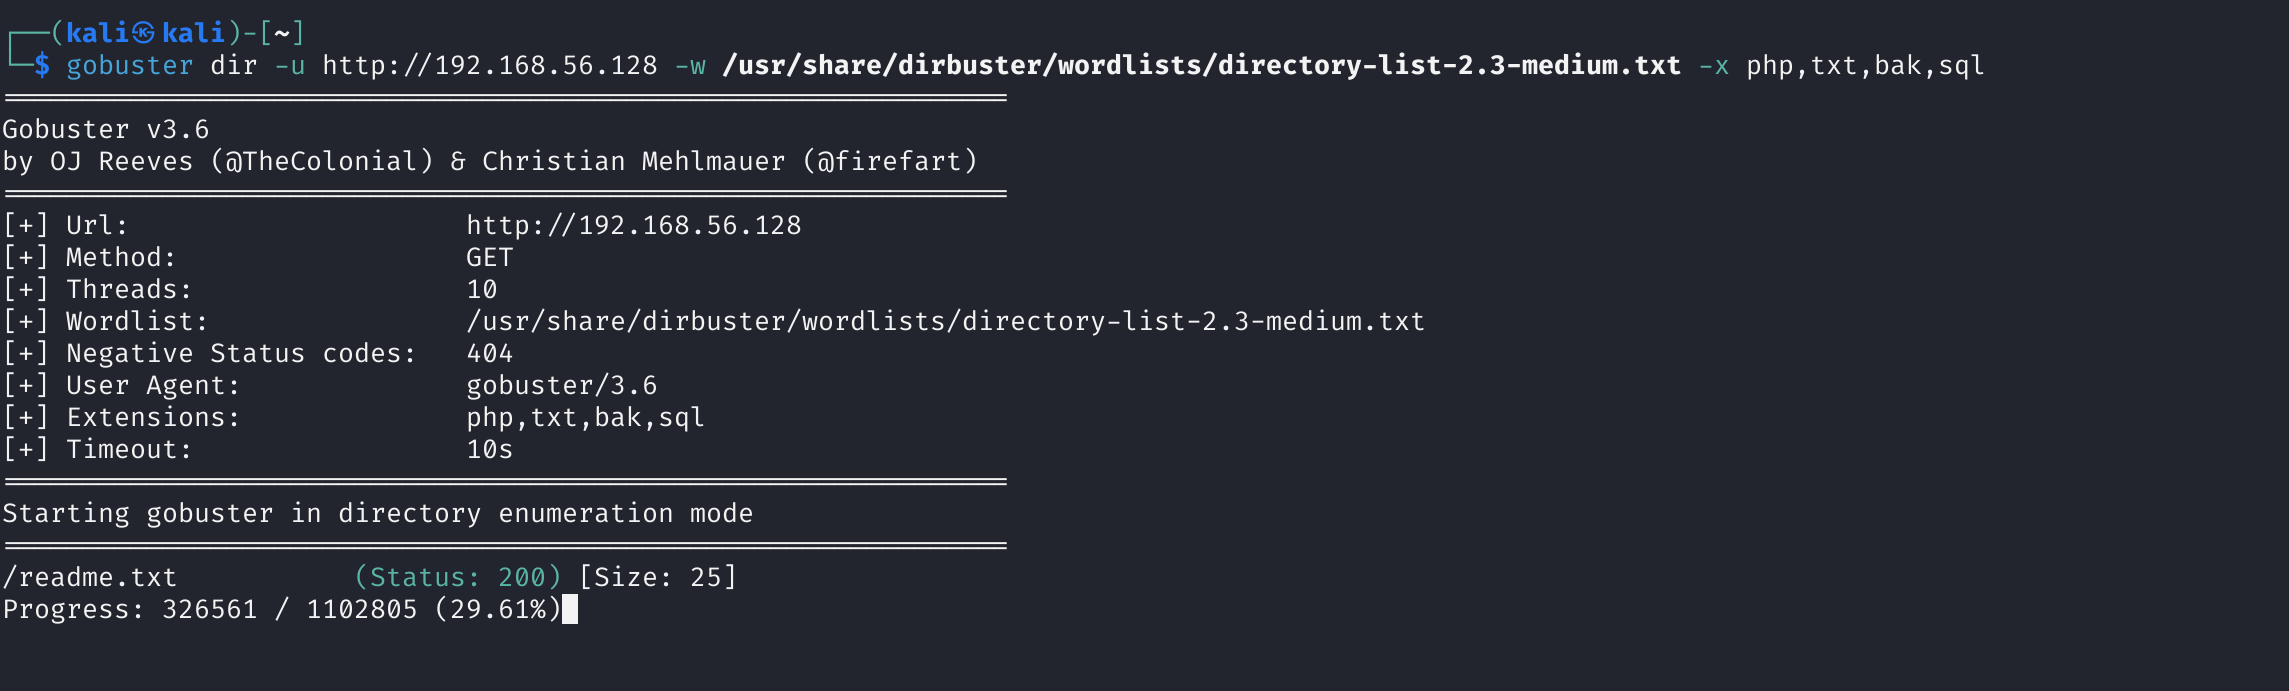 ┌──(kali㉿kali)-[~]
└─$ gobuster dir -u http://192.168.56.128 -w /usr/share/dirbuster/wordlists/directory-list-2.3-medium.txt -x php,txt,bak,sql
===============================================================
Gobuster v3.6
by OJ Reeves (@TheColonial) & Christian Mehlmauer (@firefart)
===============================================================
[+] Url:                     http://192.168.56.128
[+] Method:                  GET
[+] Threads:                 10
[+] Wordlist:                /usr/share/dirbuster/wordlists/directory-list-2.3-medium.txt
[+] Negative Status codes:   404
[+] User Agent:              gobuster/3.6
[+] Extensions:              php,txt,bak,sql
[+] Timeout:                 10s
===============================================================
Starting gobuster in directory enumeration mode
===============================================================
/readme.txt           (Status: 200) [Size: 25]
Progress: 326561 / 1102805 (29.61%)